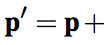 p′ = p +